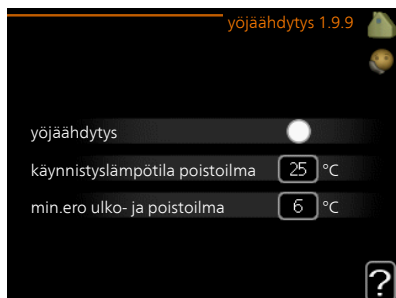 yöjäähdytys 1.9.9
yöjäähdytys
käynnistyslämpötila poistoilma 25 °C
min.ero ulko- ja poistoilma 6 °C
?